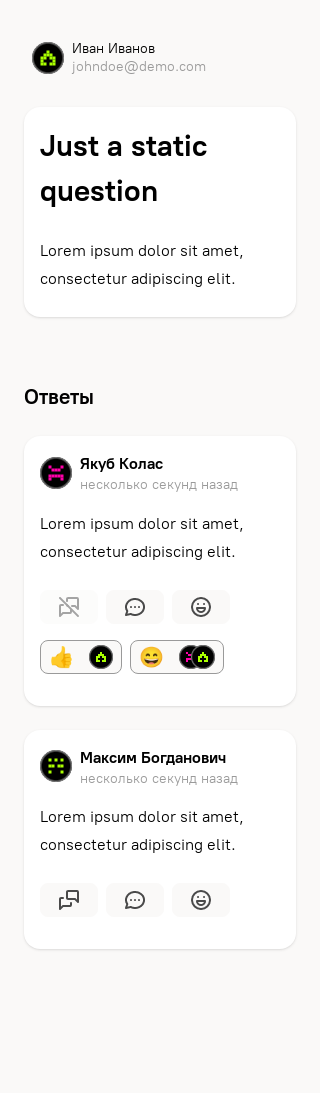 Иван Иванов
johndoe@demo.com
Just a static
question
Lorem ipsum dolor sit amet,
consectetur adipiscing elit.
Ответы
Якуб Колас
несколько секунд назад
Lorem ipsum dolor sit amet,
consectetur adipiscing elit.
Максим Богданович
несколько секунд назад
Lorem ipsum dolor sit amet,
consectetur adipiscing elit.